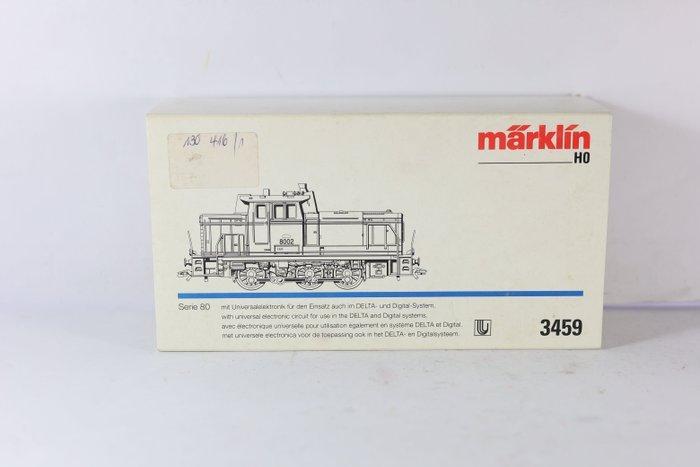 130 416/1
märklin
H0
8002
Serie 80
mit Universalelektronik für den Einsatz auch im DELTA- und Digital-System,
with universal electronic circuit for use in the DELTA and Digital systems.
avec électronique universelle pour utilisation également en système DELTA et Digital.
met universele electronica voor de toepassing ook in het DELTA- en Digitalsysteem.
U
3459